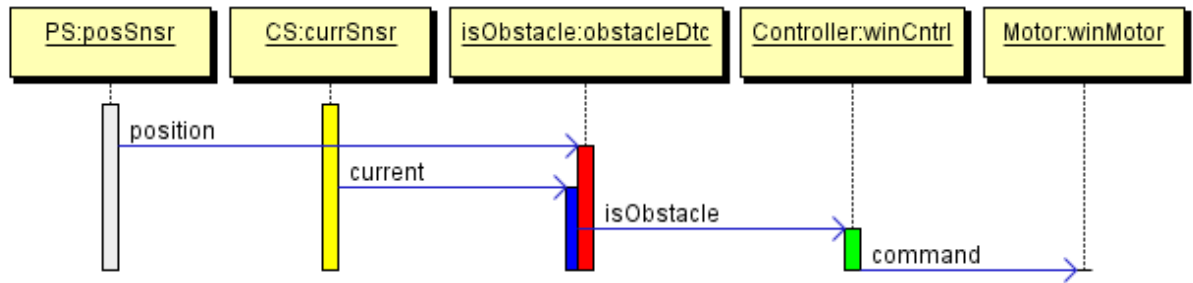 PS:posSnsr
CS:currSnsr
isObstacle:obstacleDtc
Controller:winCntrl
Motor:winMotor
position
current
isObstacle
command